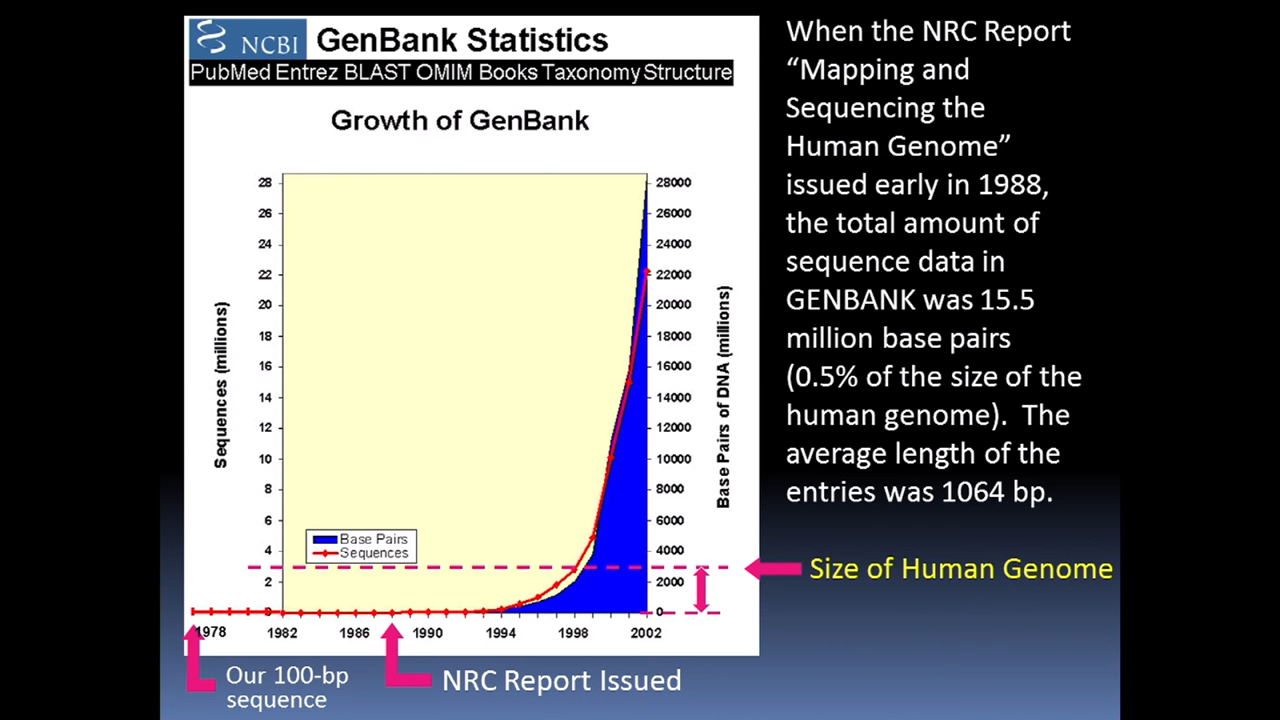 NCBI
GenBank Statistics
PubMed Entrez BLAST OMIM Books Taxonomy Structure
Growth of GenBank
Sequences (millions)
28
26
24
22
20
18
16
14
12
10
8
6
4
2
0
28000
26000
24000
22000
20000
18000
16000
14000
12000
10000
8000
6000
4000
2000
0
Base Pairs of DNA (millions)
Base Pairs
Sequences
1978 1982 1986 1990 1994 1998 2002
Our 100-bp
sequence
NRC Report Issued
When the NRC Report
“Mapping and
Sequencing the
Human Genome”
issued early in 1988,
the total amount of
sequence data in
GENBANK was 15.5
million base pairs
(0.5% of the size of the
human genome).  The
average length of the
entries was 1064 bp.
Size of Human Genome